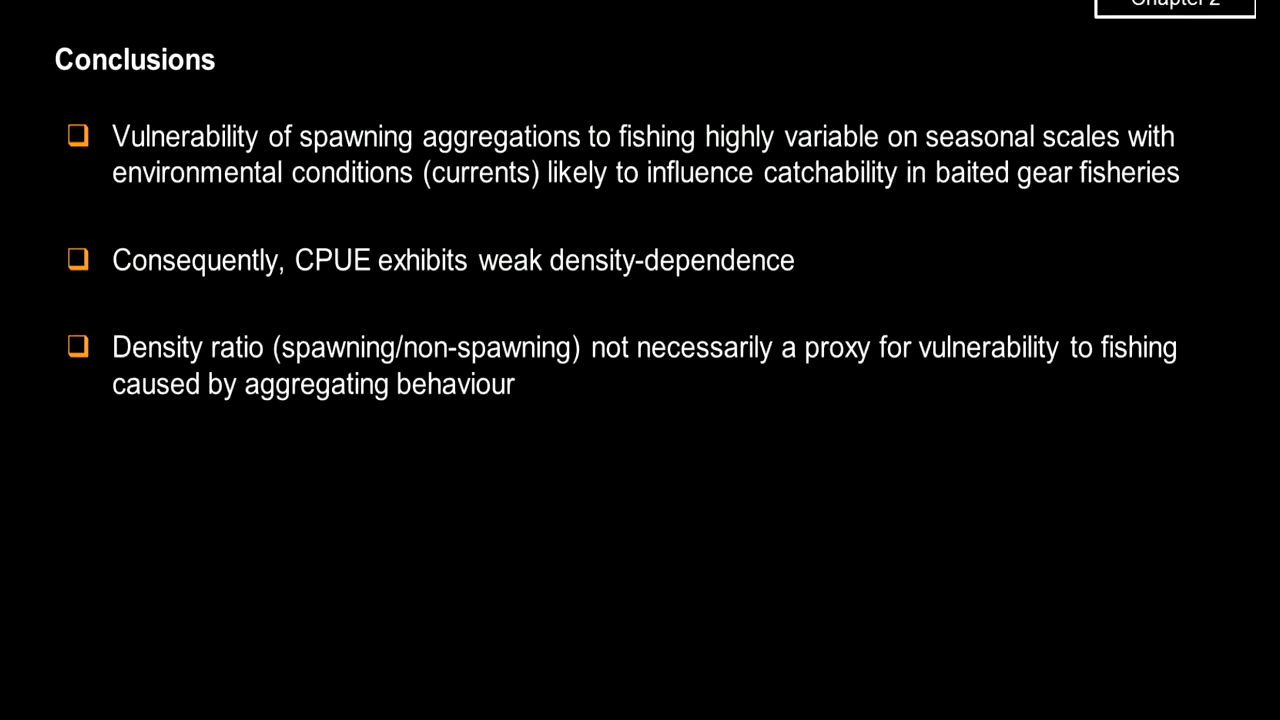 Chapter 2
Conclusions
Vulnerability of spawning aggregations to fishing highly variable on seasonal scales with
environmental conditions (currents) likely to influence catchability in baited gear fisheries
Consequently, CPUE exhibits weak density-dependence
Density ratio (spawning/non-spawning) not necessarily a proxy for vulnerability to fishing
caused by aggregating behaviour